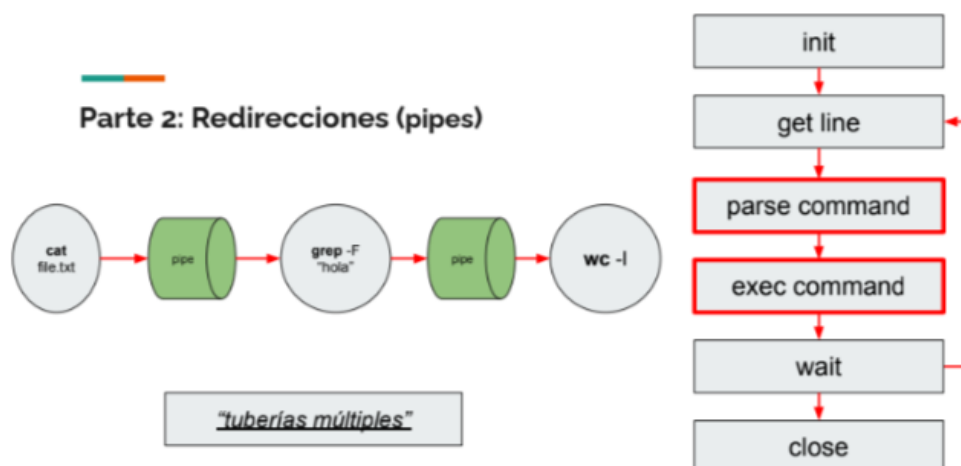 Parte 2: Redirecciones (pipes)
cat
file.txt
pipe
grep -F
"hola"
pipe
wc -l
"tuberías múltiples"
init
get line
parse command
exec command
wait
close